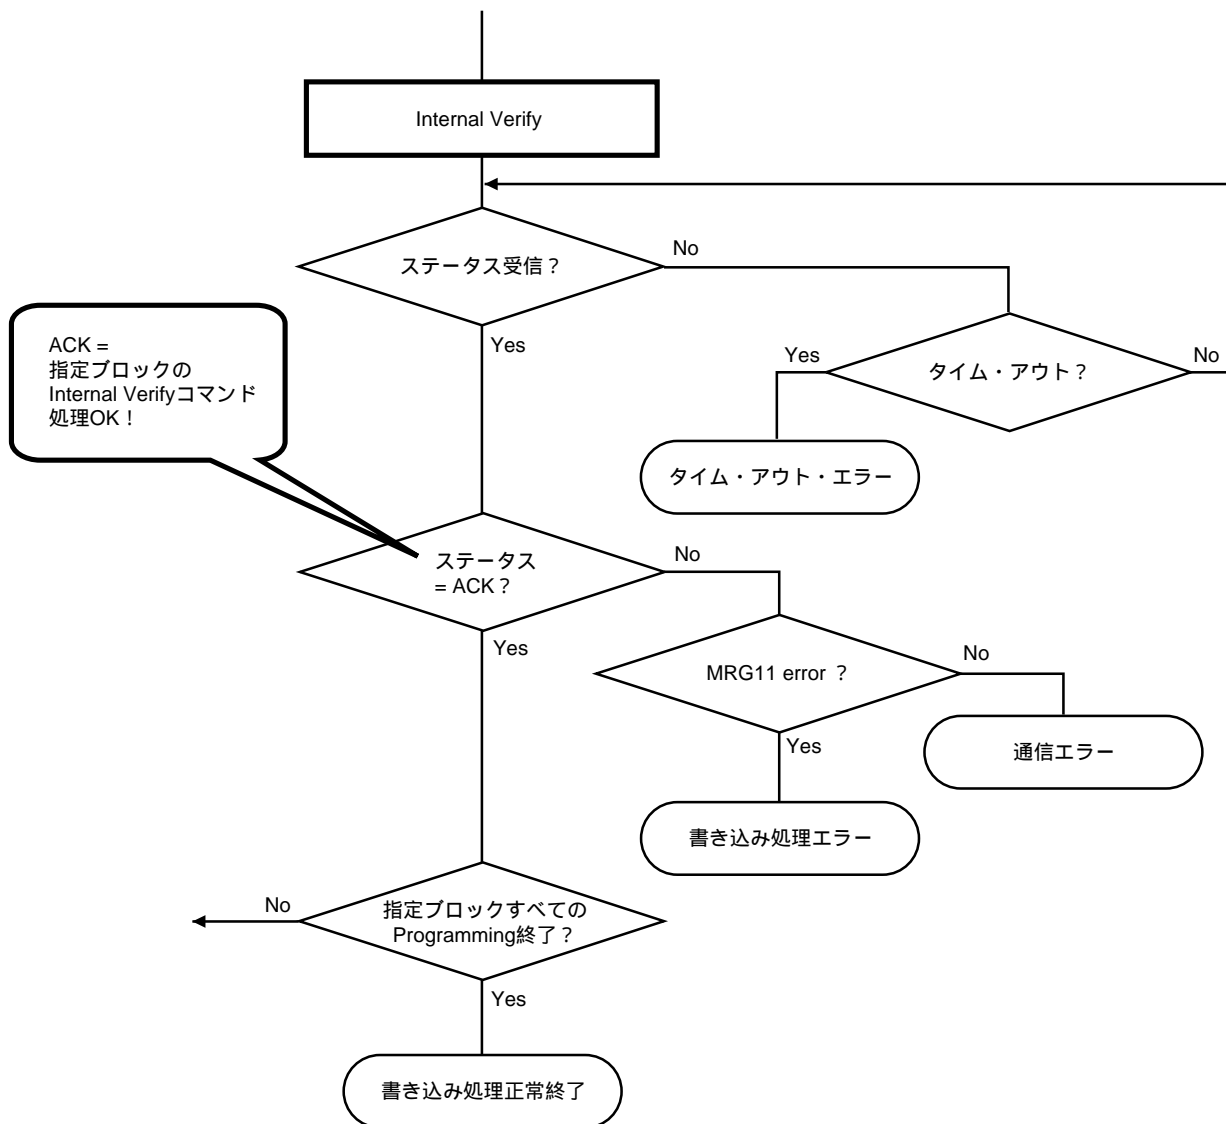 Internal Verify
ステータス受信？
No
Yes
ACK =
指定ブロックの
Internal Verifyコマンド
処理OK！
Yes
タイム・アウト？
No
タイム・アウト・エラー
ステータス
= ACK？
No
Yes
MRG11 error ？
No
Yes
通信エラー
書き込み処理エラー
No
指定ブロックすべての
Programming終了？
Yes
書き込み処理正常終了